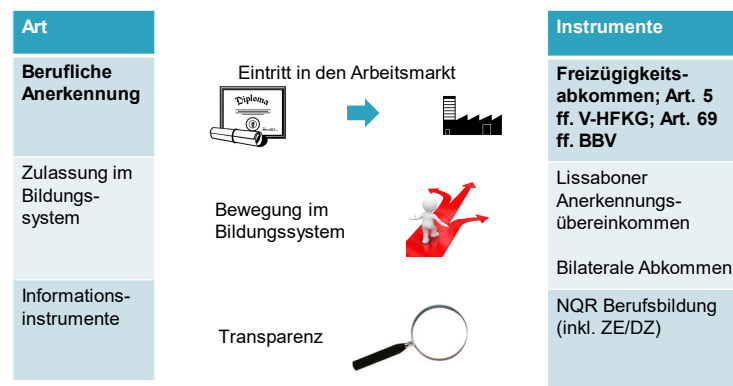 Art
Instrumente
Berufliche
Anerkennung
Eintritt in den Arbeitsmarkt
Diploma
Freizügigkeits-
abkommen; Art. 5
ff. V-HFKG; Art. 69
ff. BBV
Zulassung im
Bildungs-
system
Bewegung im
Bildungssystem
Lissaboner
Anerkennungs-
übereinkommen
Bilaterale Abkommen
Informations-
instrumente
Transparenz
NQR Berufsbildung
(inkl. ZE/DZ)